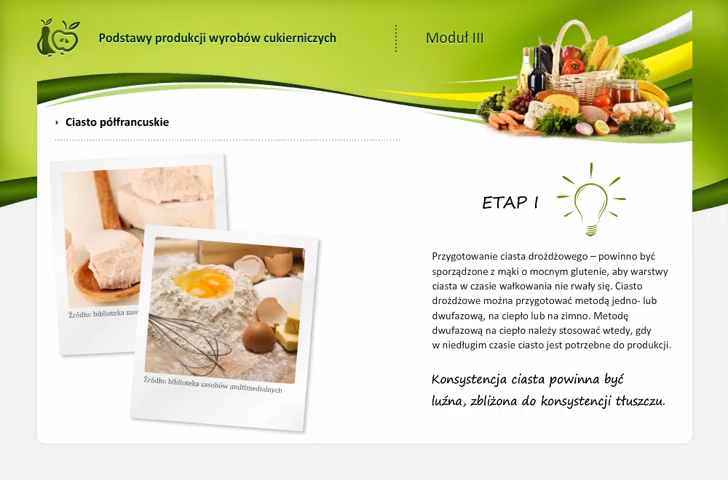 Podstawy produkcji wyrobów cukierniczych
Moduł III
Ciasto półfrancuskie
Źródło: biblioteka
Źródło: biblioteka zasobów multimedialnych
ETAP I
Przygotowanie ciasta drożdżowego – powinno być
sporządzone z mąki o mocnym glutenie, aby warstwy
ciasta w czasie wałkowania nie rwały się. Ciasto
drożdżowe można przygotować metodą jedno- lub
dwufazową, na ciepło lub na zimno. Metodę
dwufazową na ciepło należy stosować wtedy, gdy
w niedługim czasie ciasto jest potrzebne do produkcji.
Konsystencja ciasta powinna być
luźna, zbliżona do konsystencji tłuszczu.